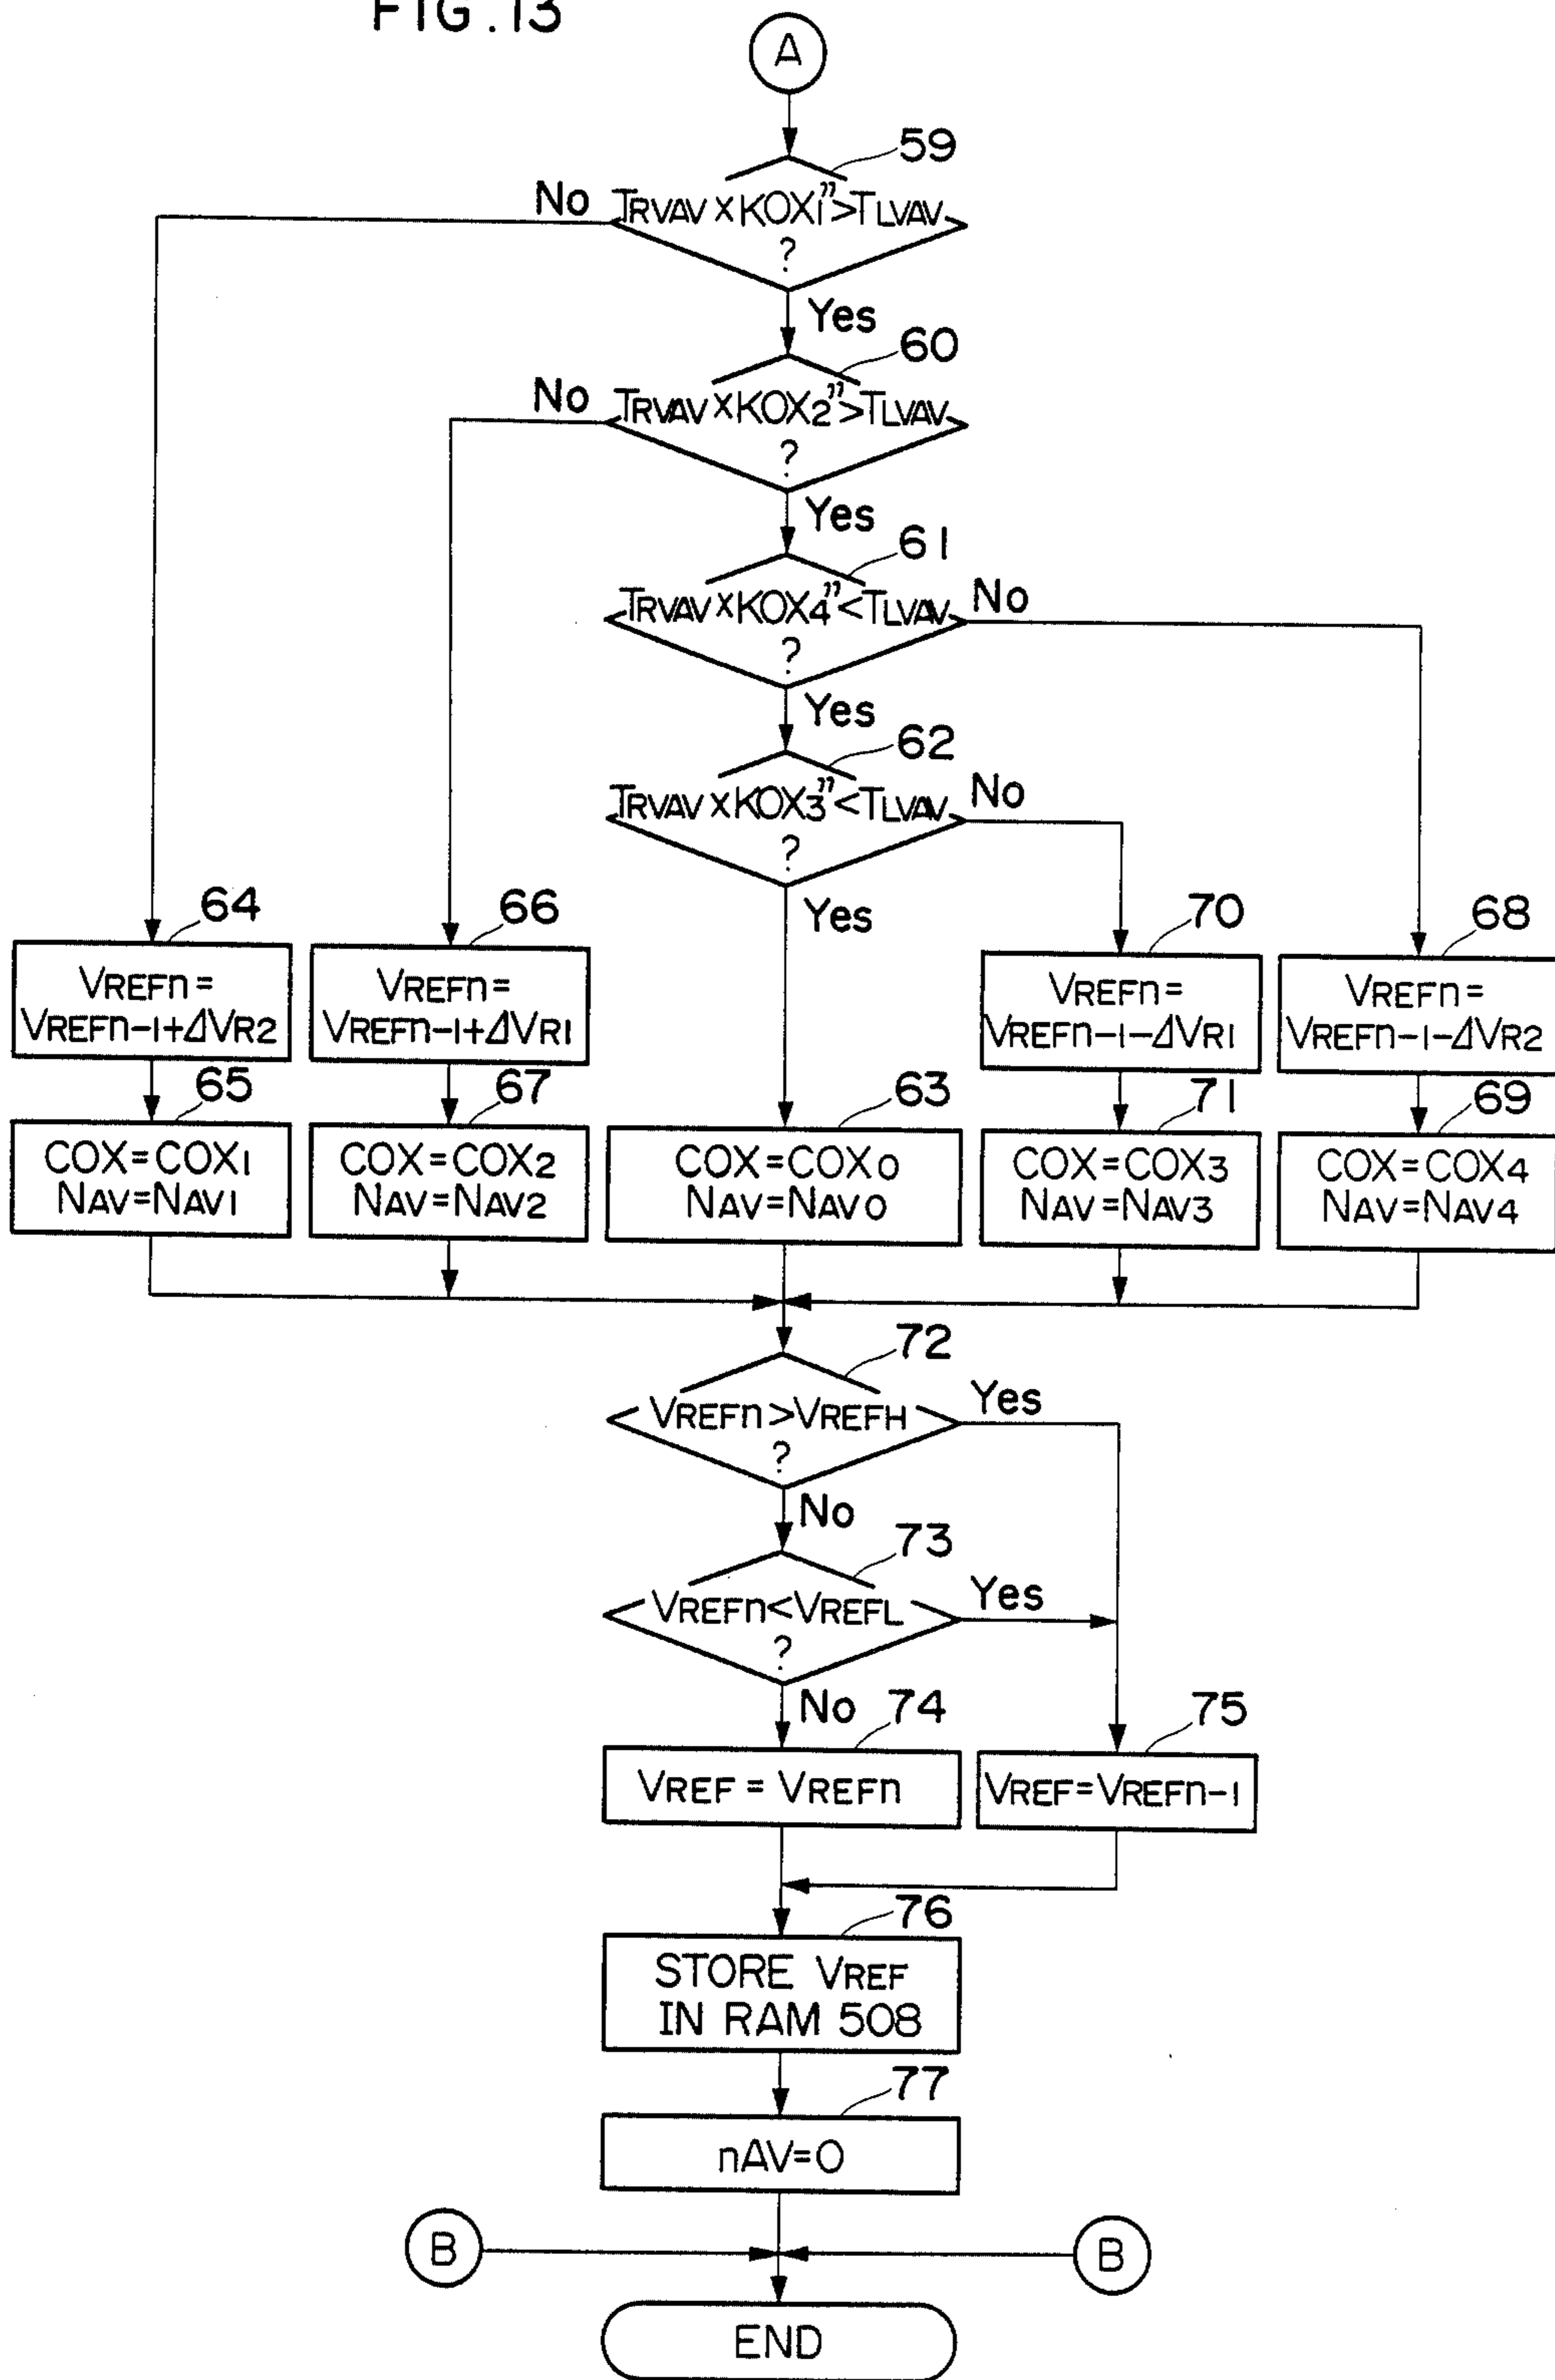 FIG.13
A
59
No TRVAV×KOX1">TLVAV
?
Yes
60
No TRVAV×KOX2">TLVAV
?
Yes
61
TRVAV×KOX4"<TLVAV No
?
Yes
62
TRVAV×KOX3"<TLVAV No
?
Yes
64
VREFn=
VREFn-1+ΔVR2
66
VREFn=
VREFn-1+ΔVR1
70
VREFn=
VREFn-1-ΔVR1
68
VREFn=
VREFn-1-ΔVR2
65
COX=COX1
NAV=NAV1
67
COX=COX2
NAV=NAV2
63
COX=COX0
NAV=NAV0
71
COX=COX3
NAV=NAV3
69
COX=COX4
NAV=NAV4
72
VREFn>VREFH Yes
?
No
73
VREFn<VREFL Yes
?
No
74
VREF = VREFn
75
VREF=VREFn-1
76
STORE VREF
IN RAM 508
77
nAV=0
B
B
END